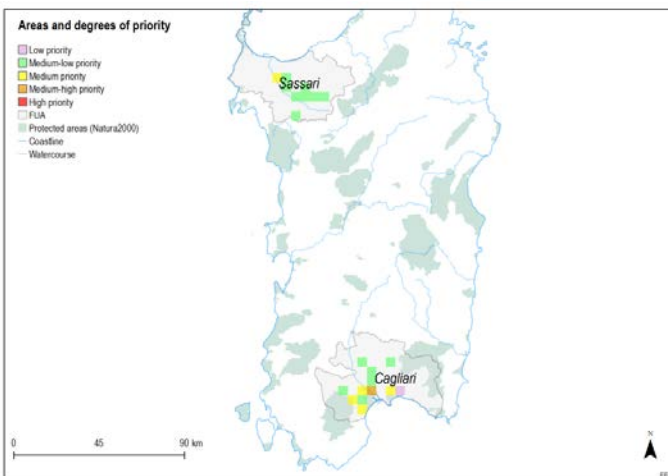 Areas and degrees of priority
Low priority
Medium-low priority
Medium priority
Medium-high priority
High priority
FUA
Protected areas (Natura2000)
Coastline
Watercourse
Sassari
Cagliari
0 45 90 km
N